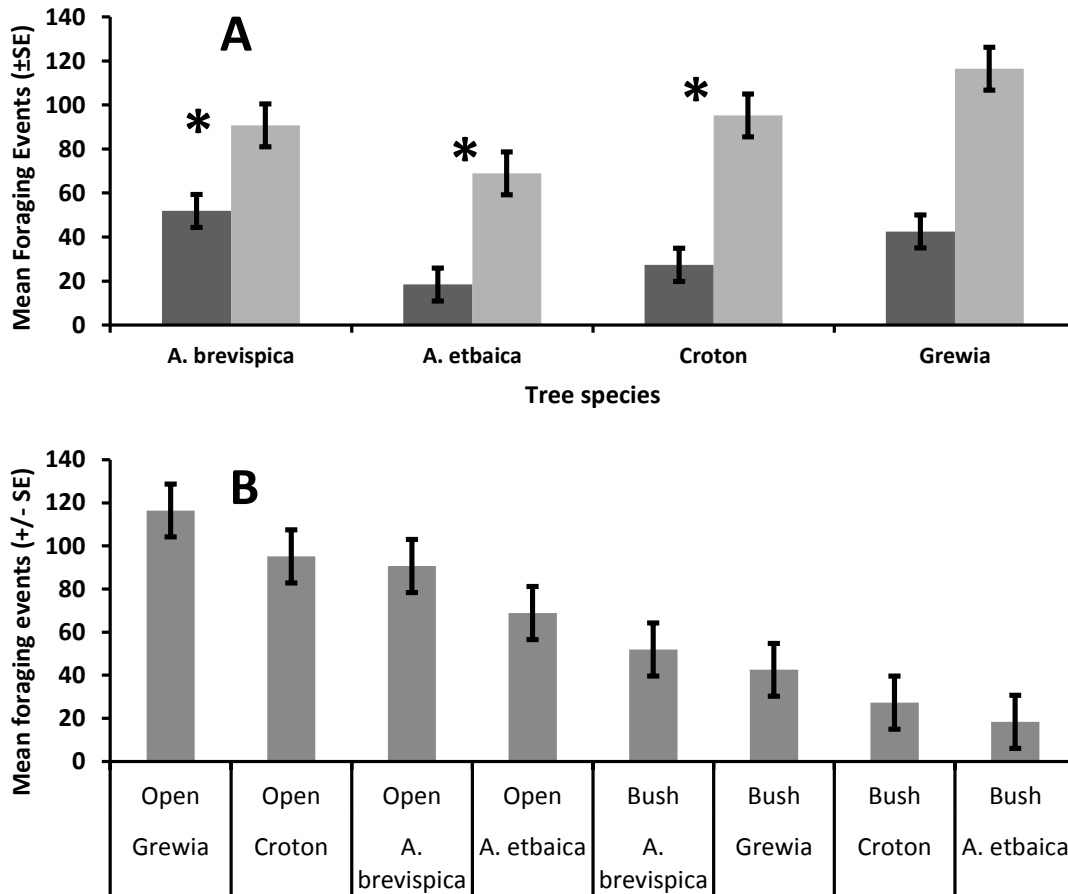 A
Mean Foraging Events (±SE)
140
120
100
80
60
40
20
0
*
*
*
A. brevispica
A. etbaica
Croton
Grewia
Tree species
B
Mean foraging events (+/- SE)
140
120
100
80
60
40
20
0
Open
Open
Open
Open
Bush
Bush
Bush
Bush
Grewia
Croton
A.
brevispica
A. etbaica
A.
brevispica
Grewia
Croton
A. etbaica